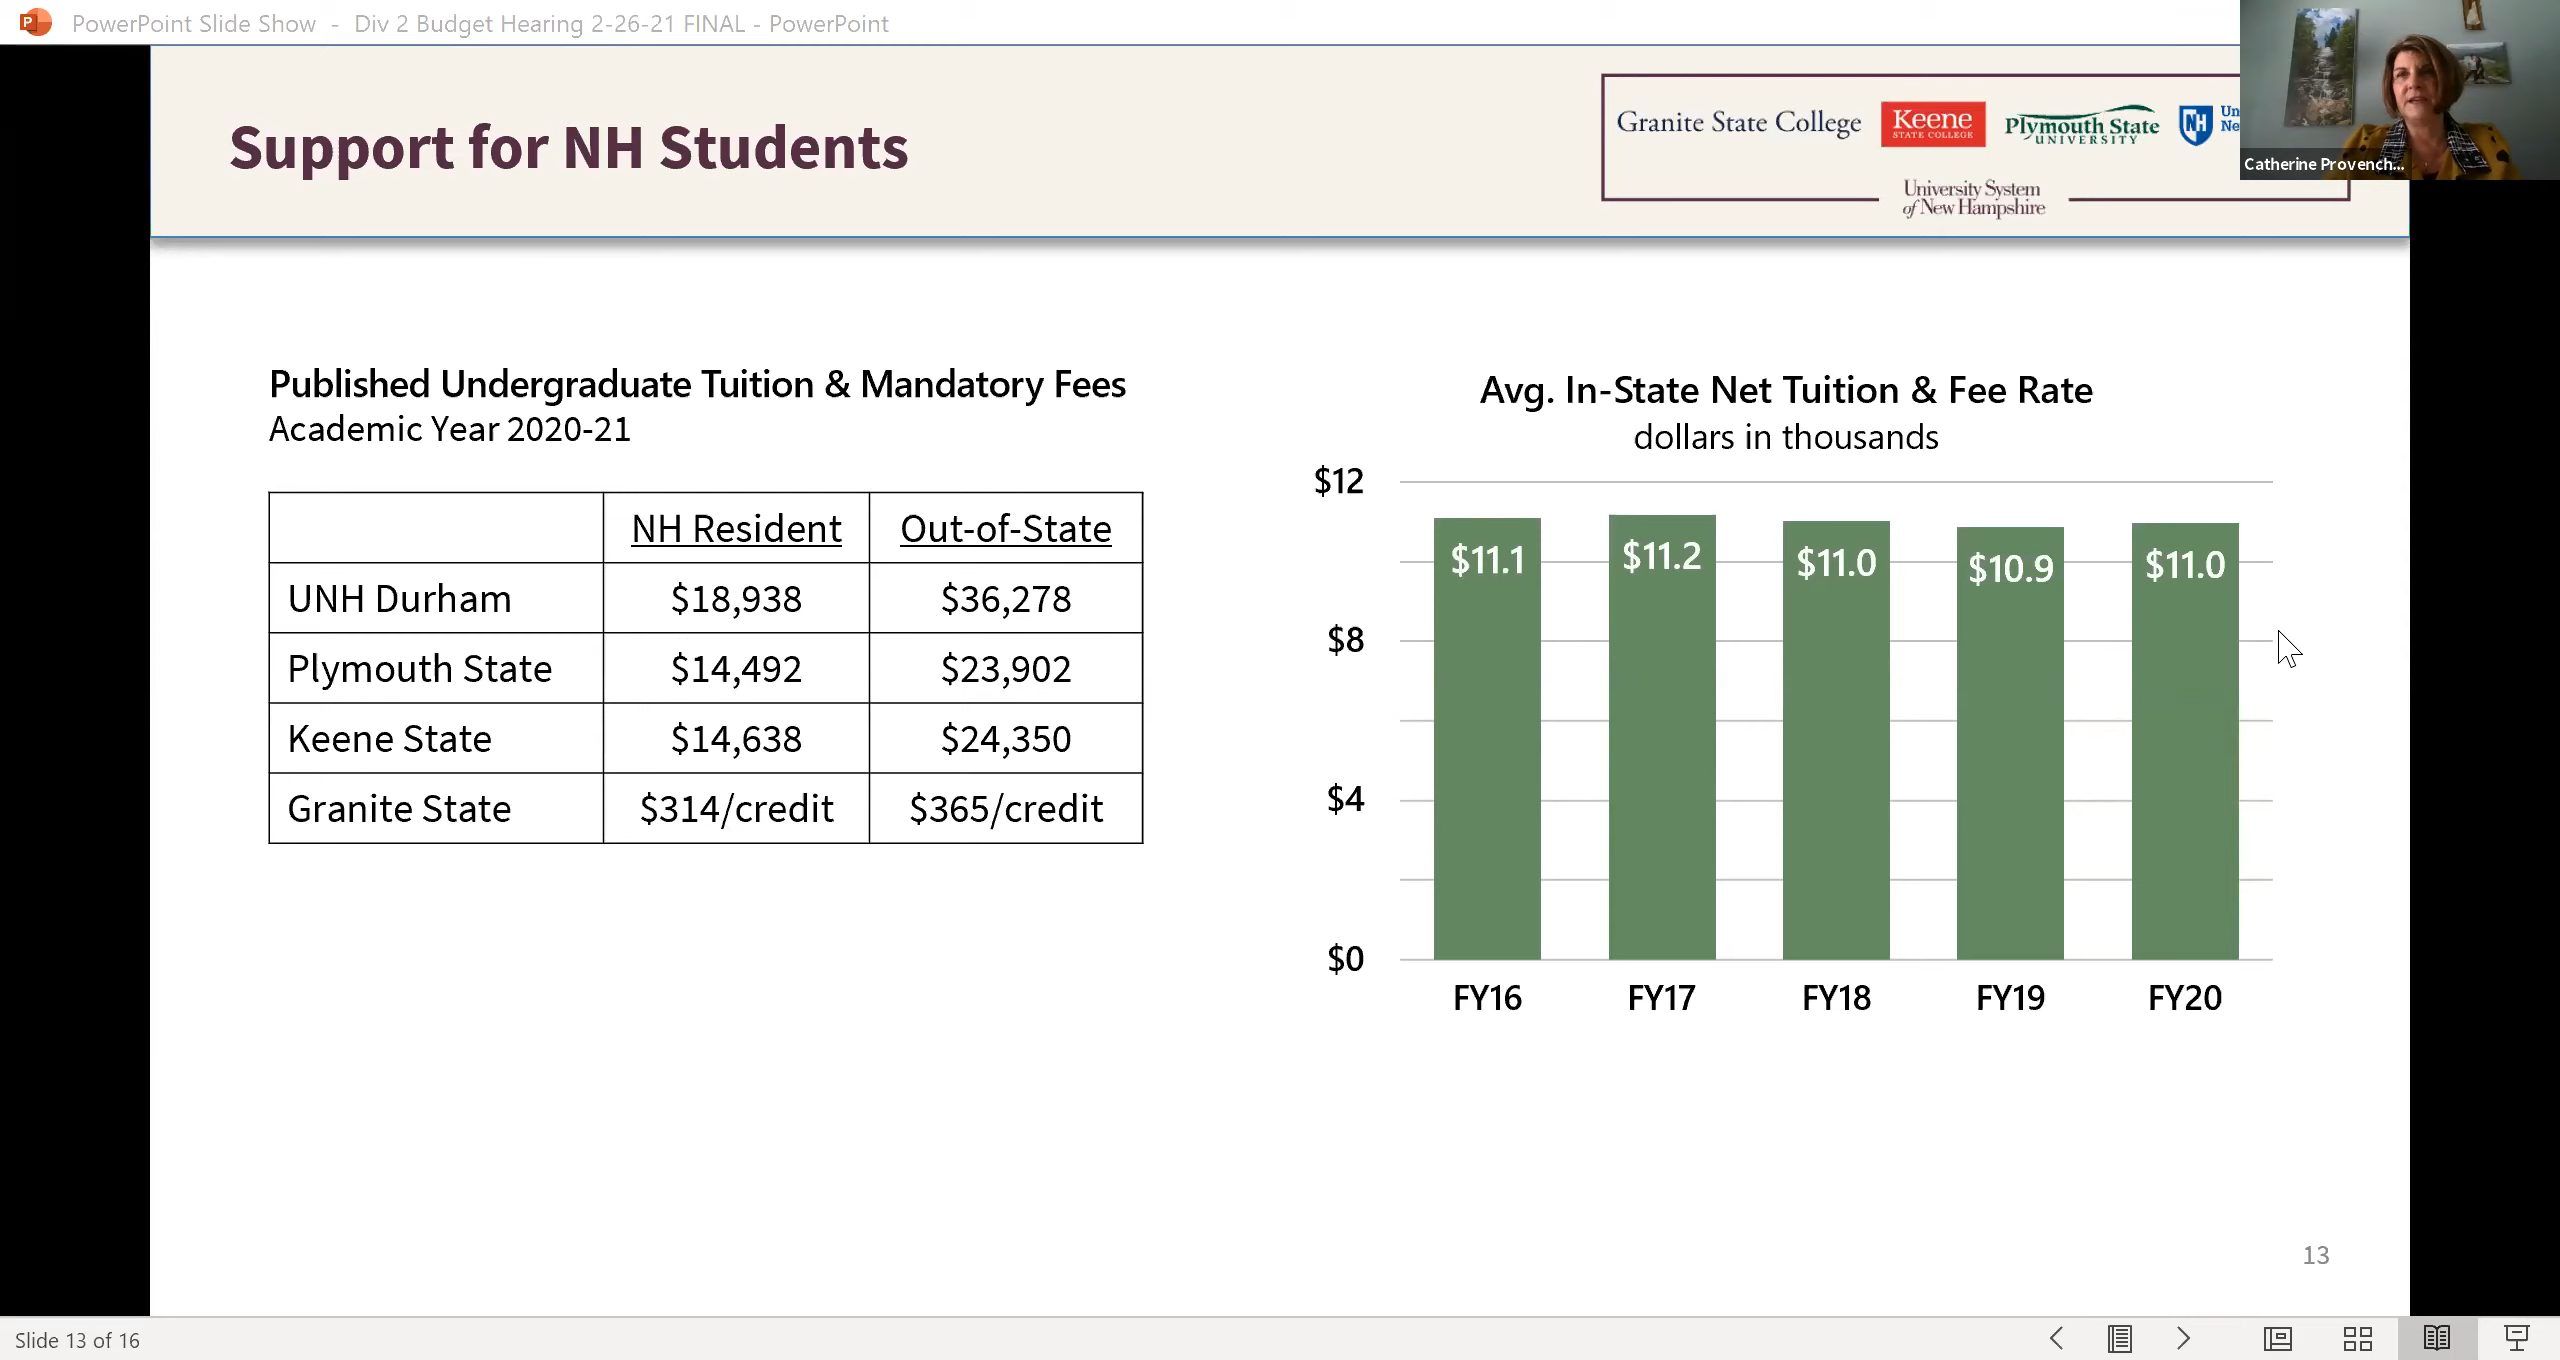 PowerPoint Slide Show - Div 2 Budget Hearing 2-26-21 FINAL - PowerPoint
Support for NH Students
Granite State College
Keene
STATE COLLEGE
Plymouth State
UNIVERSITY
NH
Un
Ne
University System
of New Hampshire
Catherine Provench...
Published Undergraduate Tuition & Mandatory Fees
Academic Year 2020-21
NH Resident Out-of-State
UNH Durham $18,938 $36,278
Plymouth State $14,492 $23,902
Keene State $14,638 $24,350
Granite State $314/credit $365/credit
Avg. In-State Net Tuition & Fee Rate
dollars in thousands
$12
$8
$4
$0
$11.1 $11.2 $11.0 $10.9 $11.0
FY16 FY17 FY18 FY19 FY20
13
Slide 13 of 16